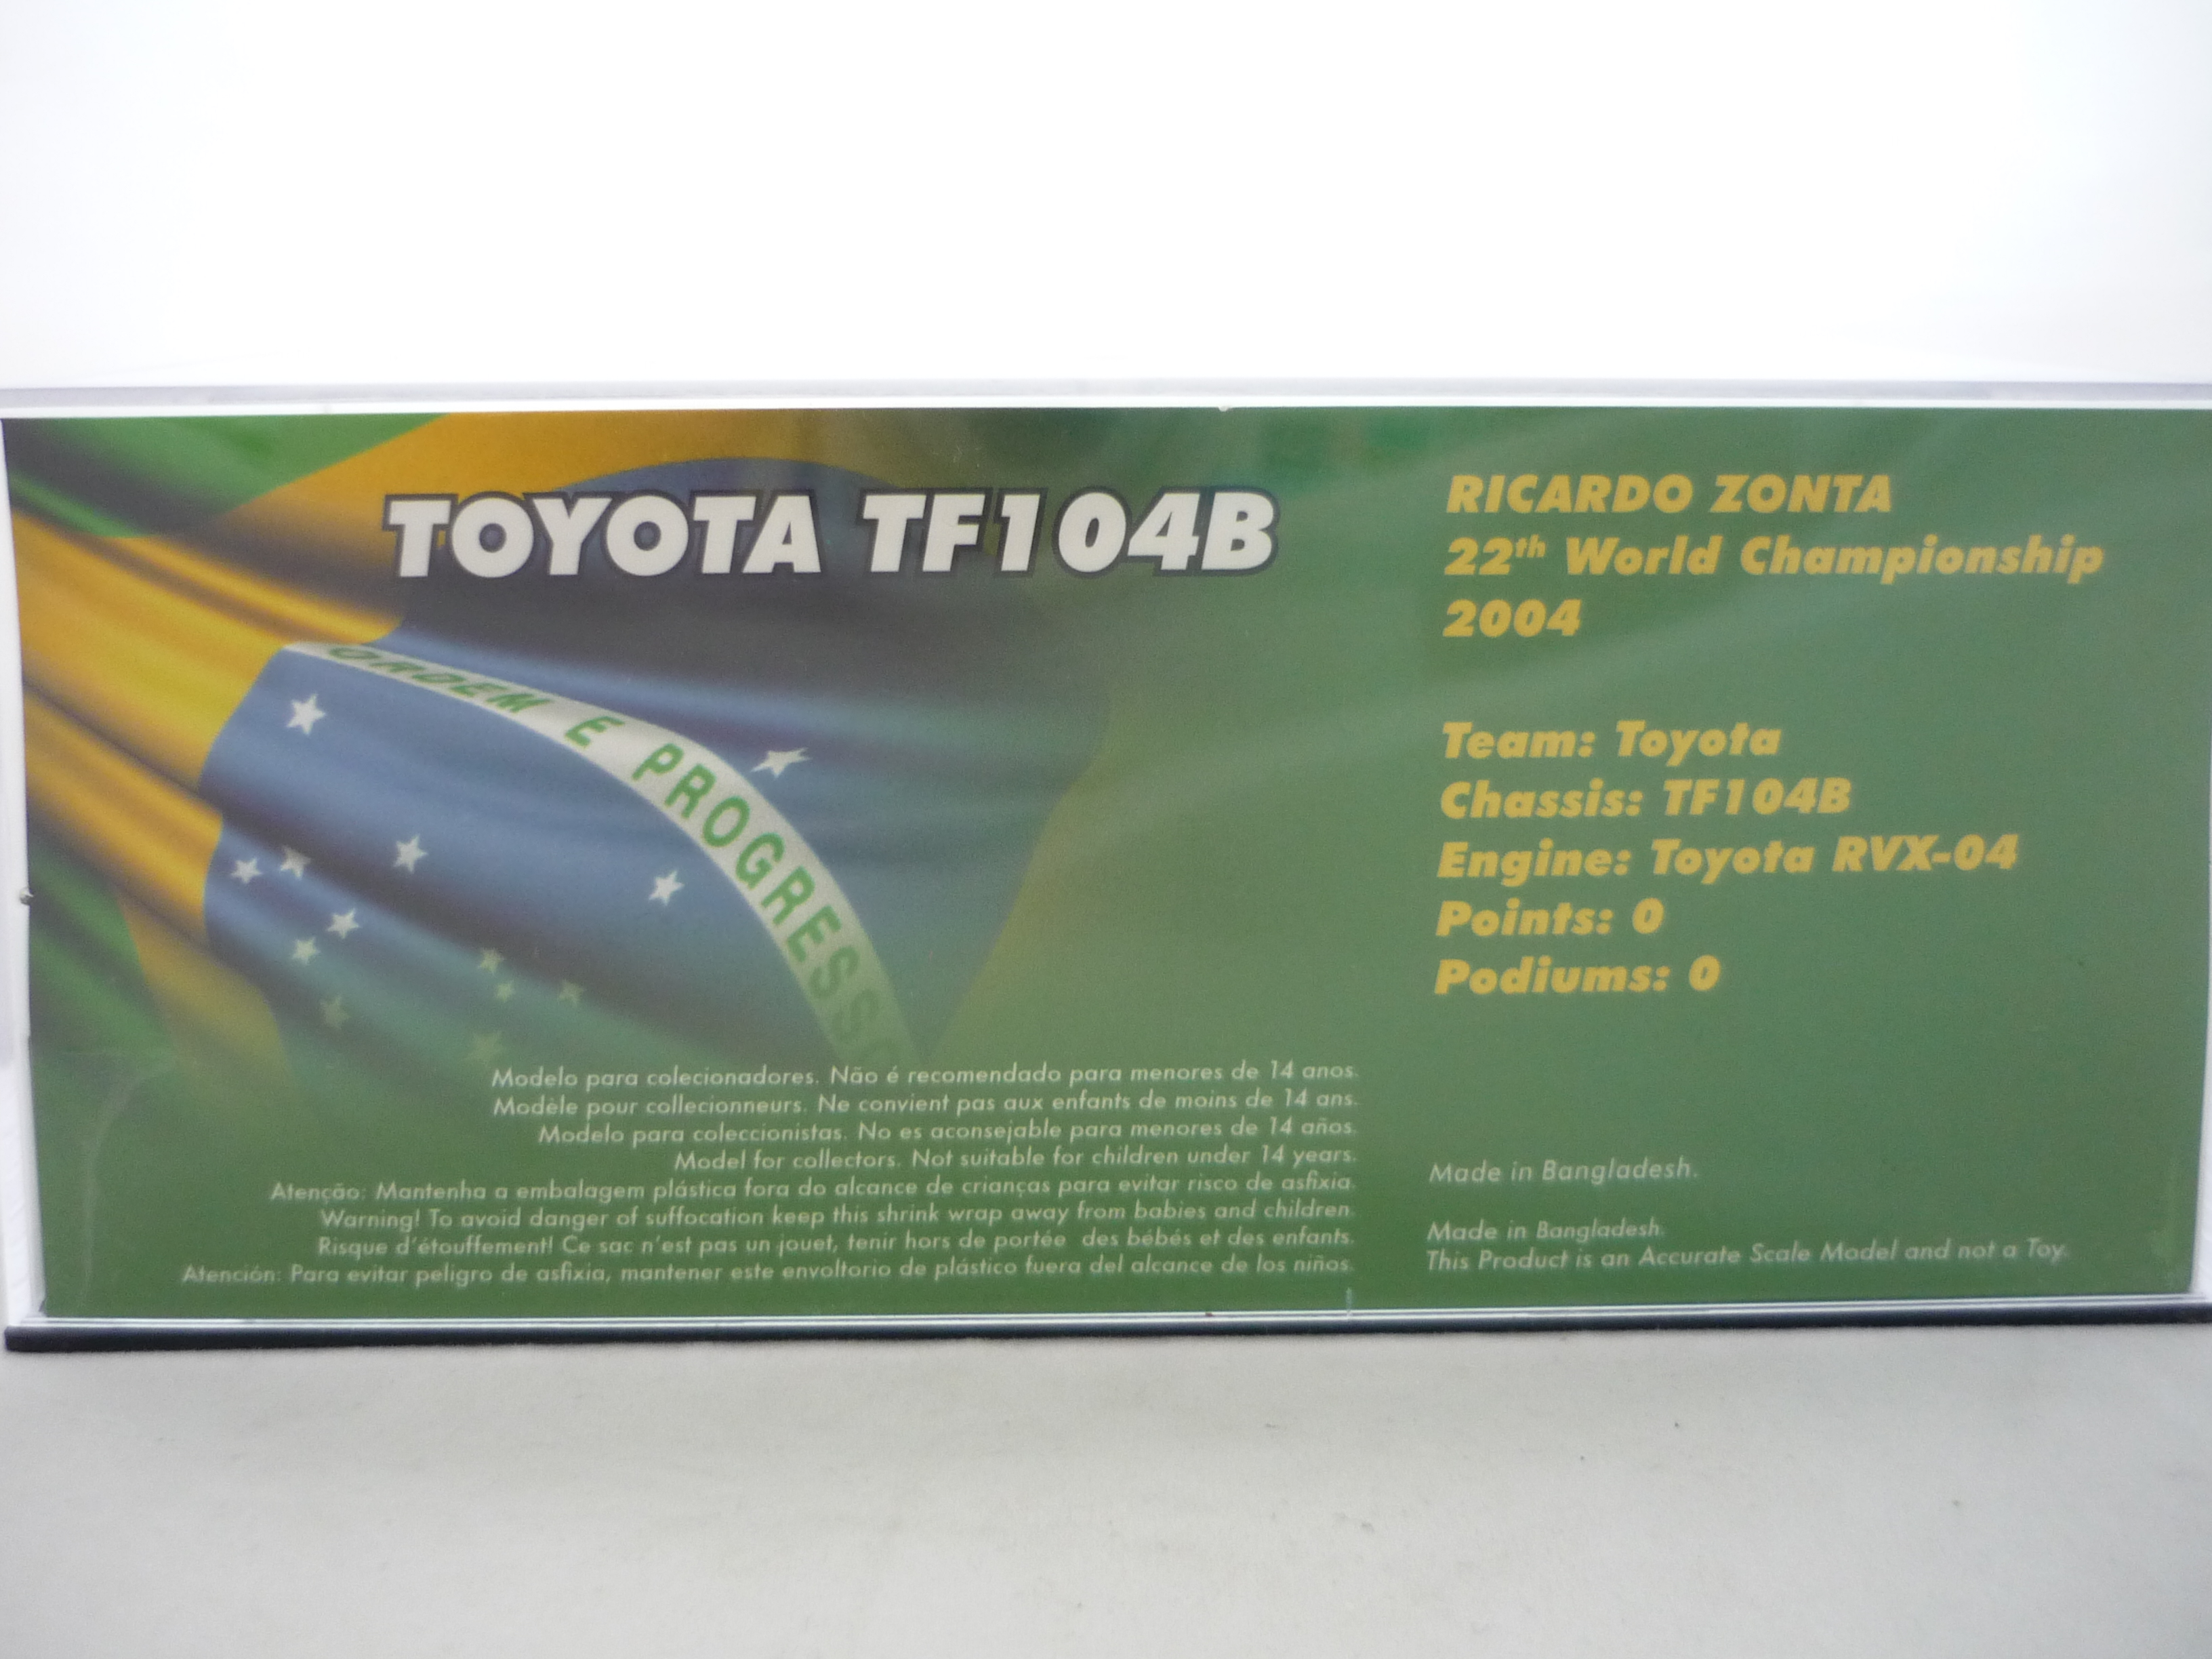 TOYOTA TF104B
ORDEM E PROGRESSO
Modelo para colecionadores. Não é recomendado para menores de 14 anos.
Modèle pour collecionneurs. Ne convient pas aux enfants de moins de 14 ans.
Modelo para coleccionistas. No es aconsejable para menores de 14 años.
Model for collectors. Not suitable for children under 14 years.
Atenção: Mantenha a embalagem plástica fora do alcance de crianças para evitar risco de asfixia.
Warning! To avoid danger of suffocation keep this shrink wrap away from babies and children.
Risque d'étouffement! Ce sac n'est pas un jouet, tenir hors de portée des bébés et des enfants.
Atención: Para evitar peligro de asfixia, mantener este envoltorio de plástico fuera del alcance de los niños.
RICARDO ZONTA
22th World Championship
2004
Team: Toyota
Chassis: TF104B
Engine: Toyota RVX-04
Points: 0
Podiums: 0
Made in Bangladesh.
Made in Bangladesh.
This Product is an Accurate Scale Model and not a Toy.